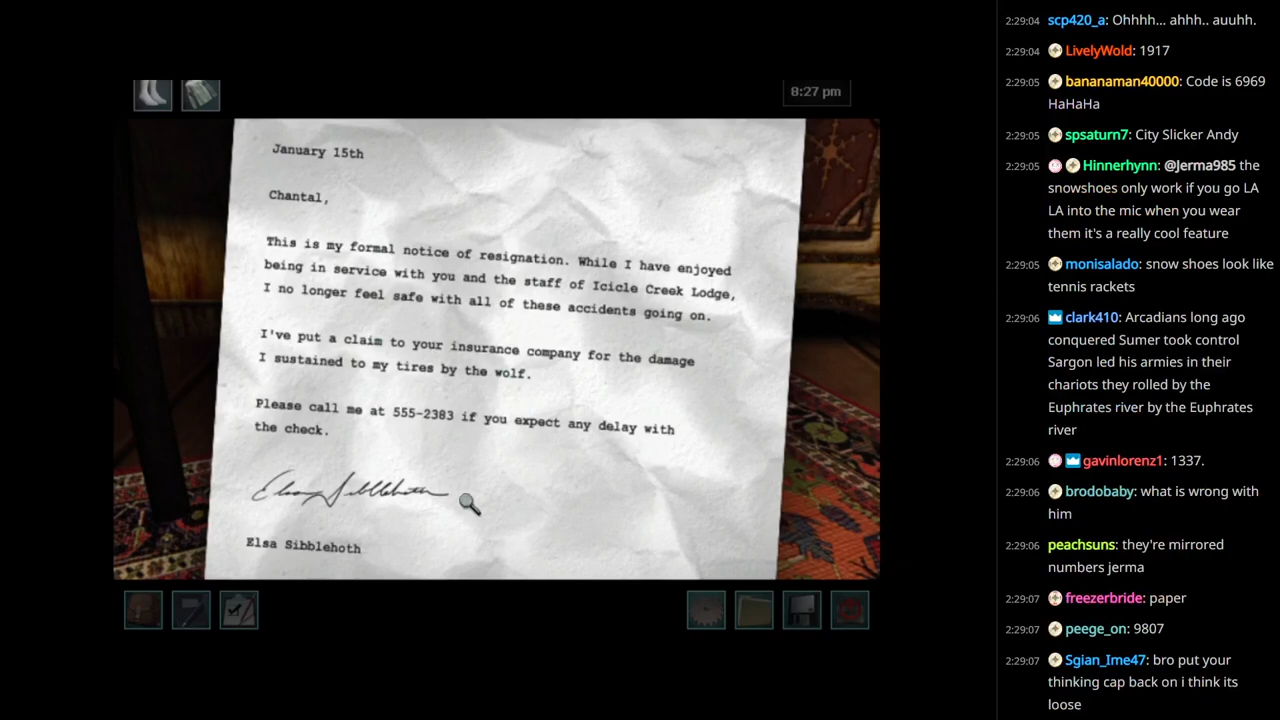 8:27 pm
January 15th
Chantal,
This is my formal notice of resignation. While I have enjoyed
being in service with you and the staff of Icicle Creek Lodge,
I no longer feel safe with all of these accidents going on.
I've put a claim to your insurance company for the damage
I sustained to my tires by the wolf.
Please call me at 555-2383 if you expect any delay with
the check.
Elsa Sibblehoth
Elsa Sibblehoth
2:29:04 scp420_a: Ohhhh... ahhh.. auuhh.
2:29:04 LivelyWold: 1917
2:29:05 bananaman40000: Code is 6969
HaHaHa
2:29:05 spsaturn7: City Slicker Andy
2:29:05 Hinnerhynn: @Jerma985 the
snowshoes only work if you go LA
LA into the mic when you wear
them it's a really cool feature
2:29:05 monisalado: snow shoes look like
tennis rackets
2:29:06 clark410: Arcadians long ago
conquered Sumer took control
Sargon led his armies in their
chariots they rolled by the
Euphrates river by the Euphrates
river
2:29:06 gavinlorenz1: 1337.
2:29:06 brodobaby: what is wrong with
him
2:29:06 peachsuns: they're mirrored
numbers jerma
2:29:07 freezerbride: paper
2:29:07 peege_on: 9807
2:29:07 Sgian_Ime47: bro put your
thinking cap back on i think its
loose